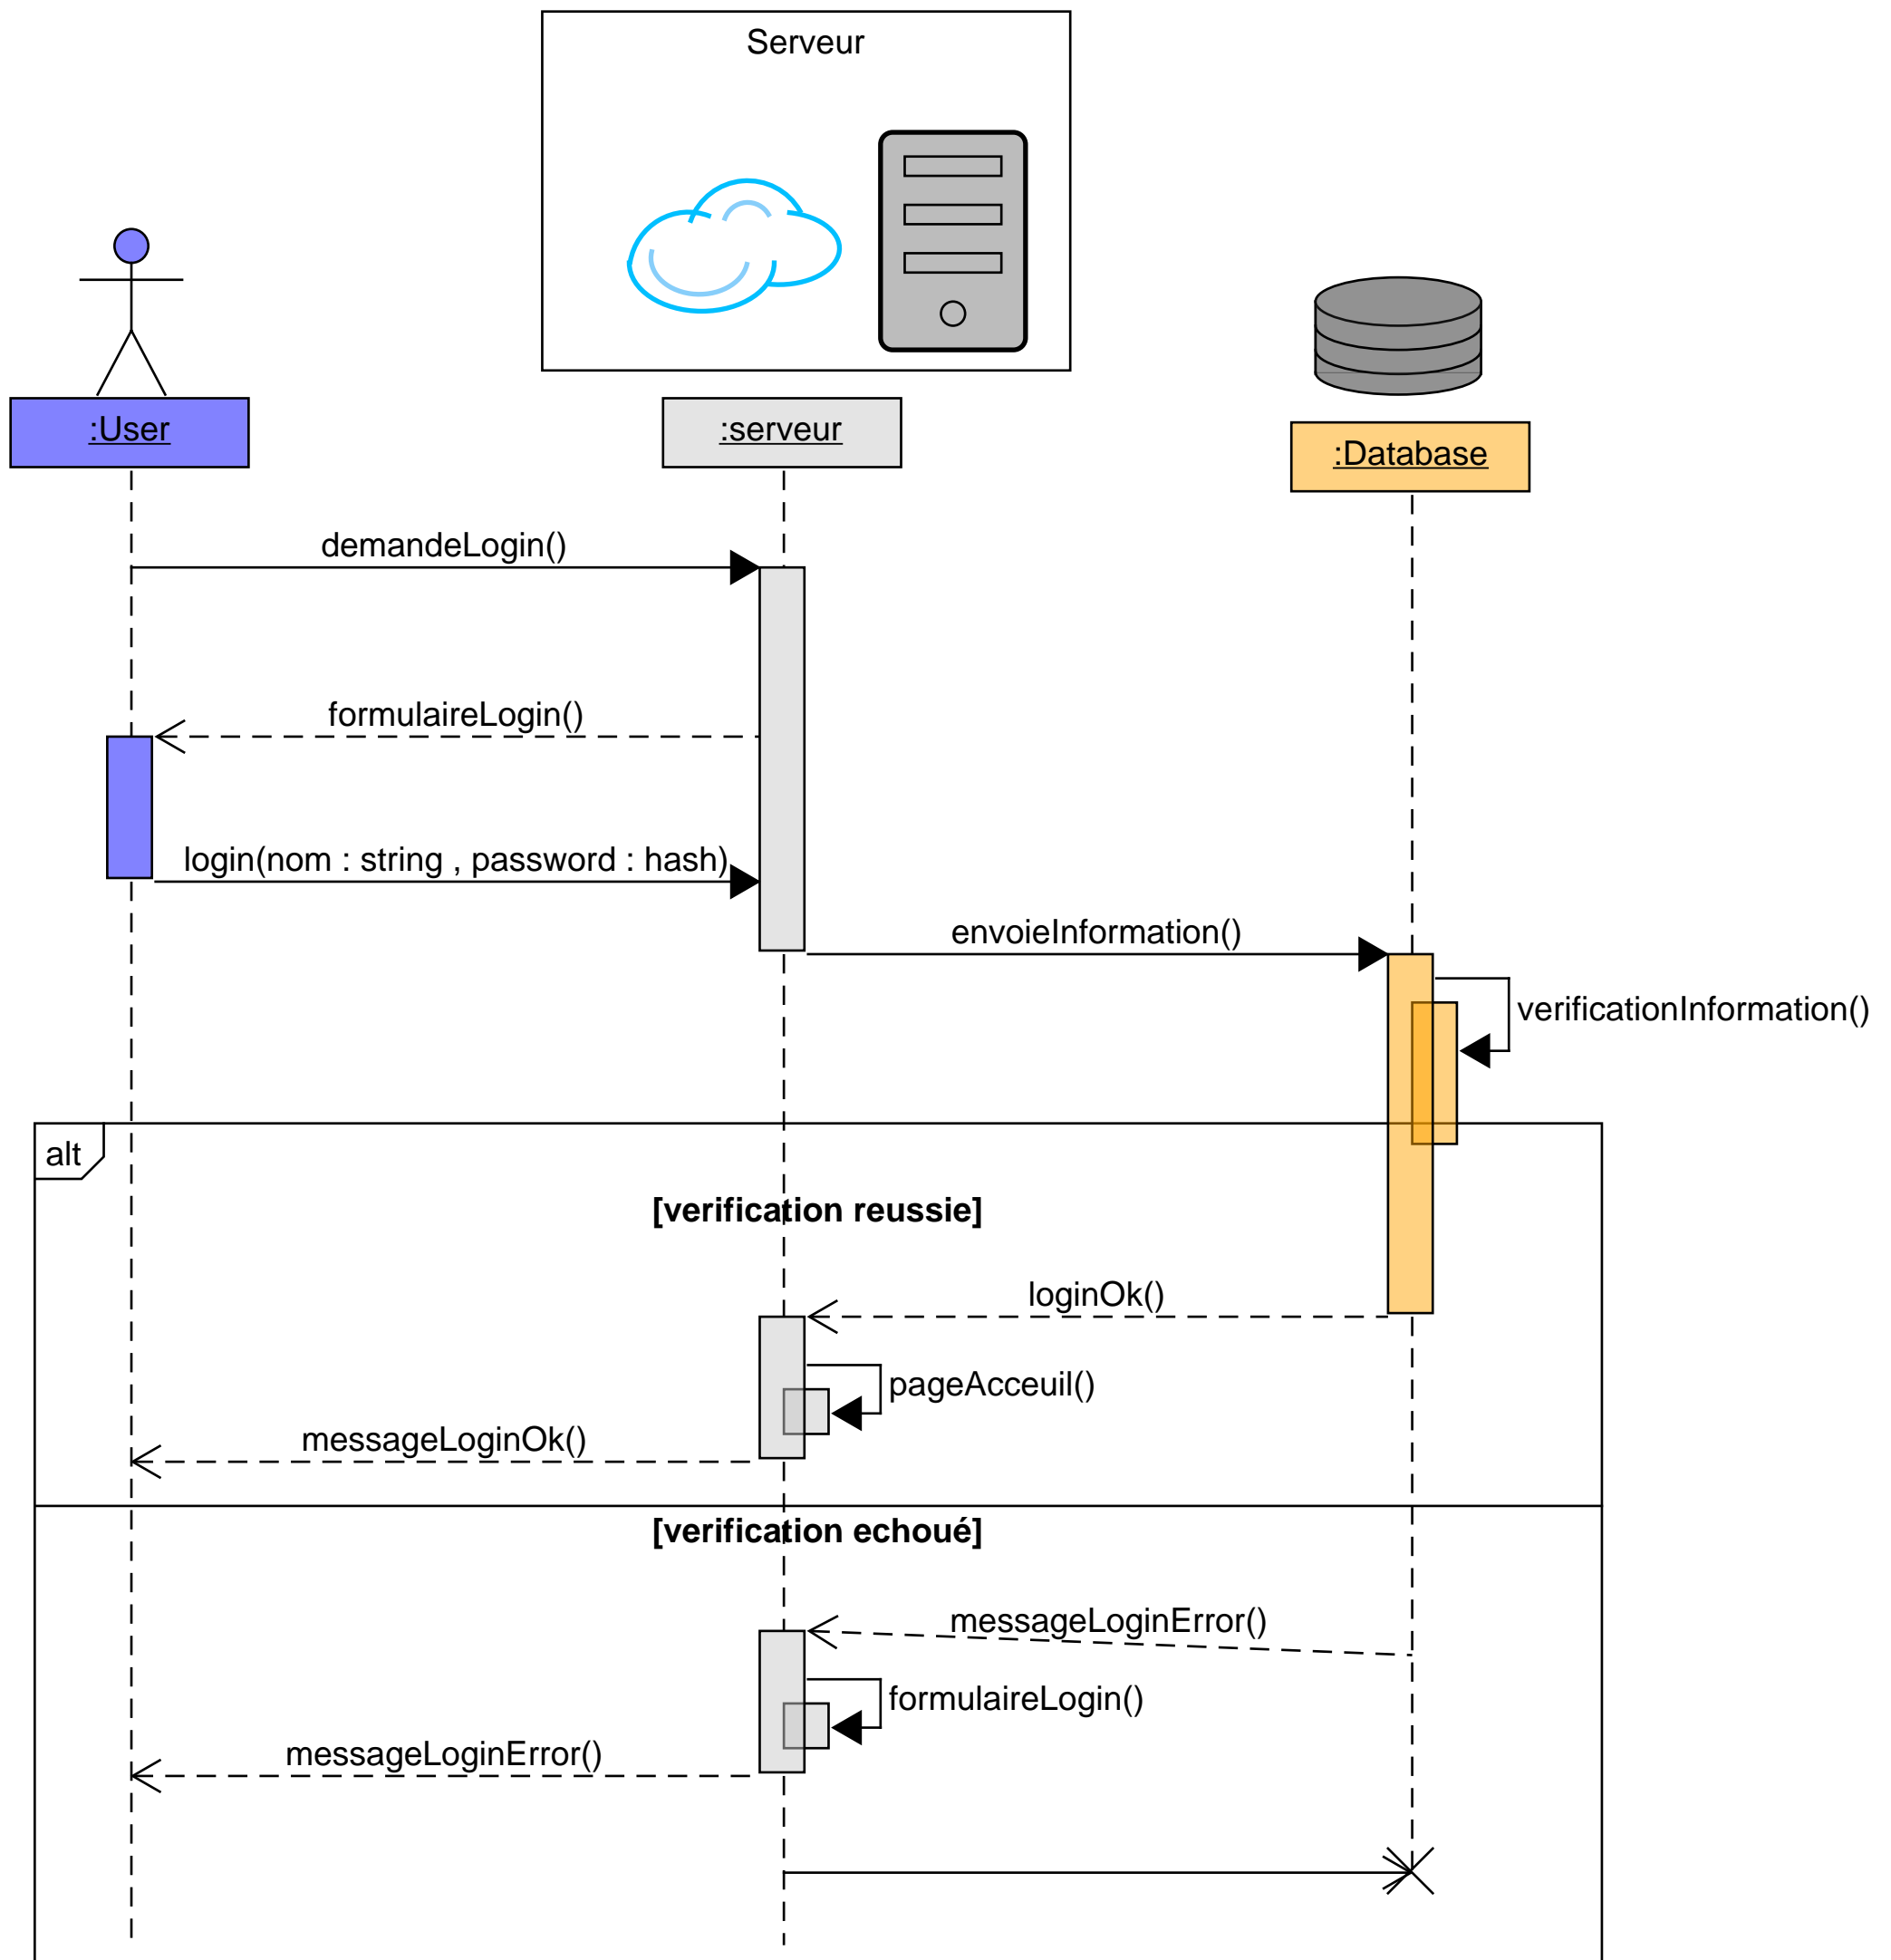 Serveur
:User
:serveur
:Database
demandeLogin()
formulaireLogin()
login(nom : string , password : hash)
envoieInformation()
verificationInformation()
alt
[verification reussie]
loginOk()
pageAcceuil()
messageLoginOk()
[verification echoué]
messageLoginError()
formulaireLogin()
messageLoginError()